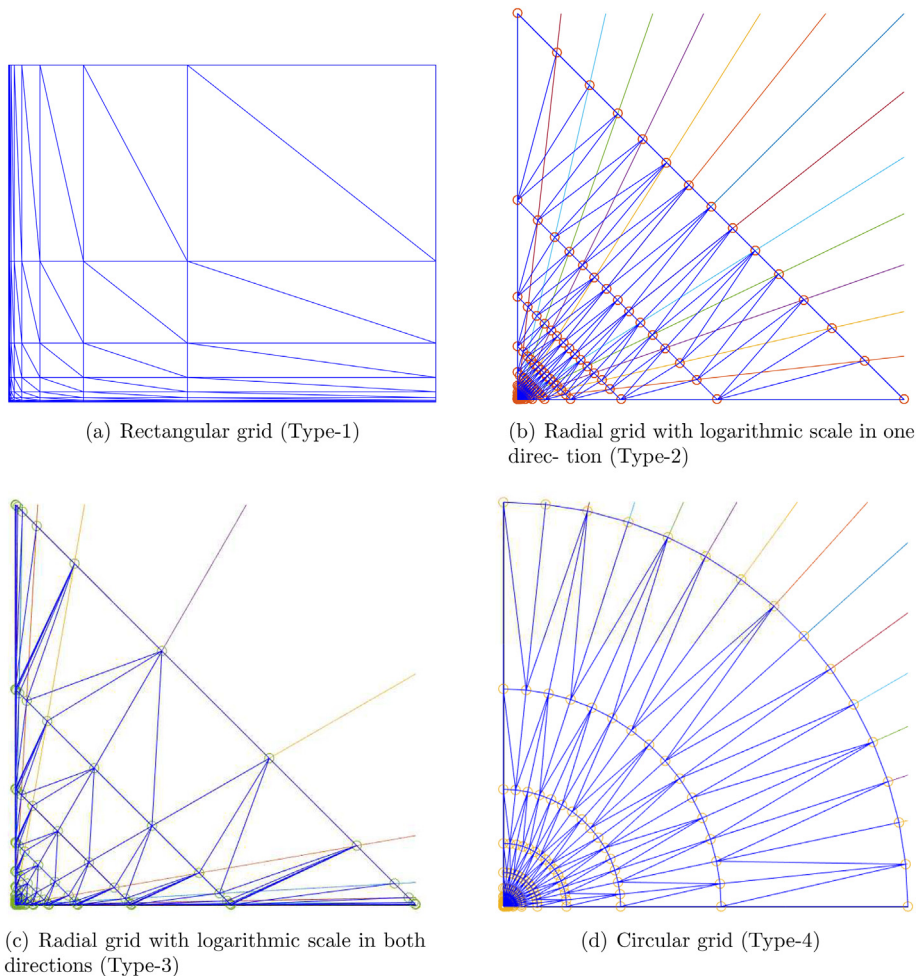 (a) Rectangular grid (Type-1)
(b) Radial grid with logarithmic scale in one
direc- tion (Type-2)
(c) Radial grid with logarithmic scale in both
directions (Type-3)
(d) Circular grid (Type-4)